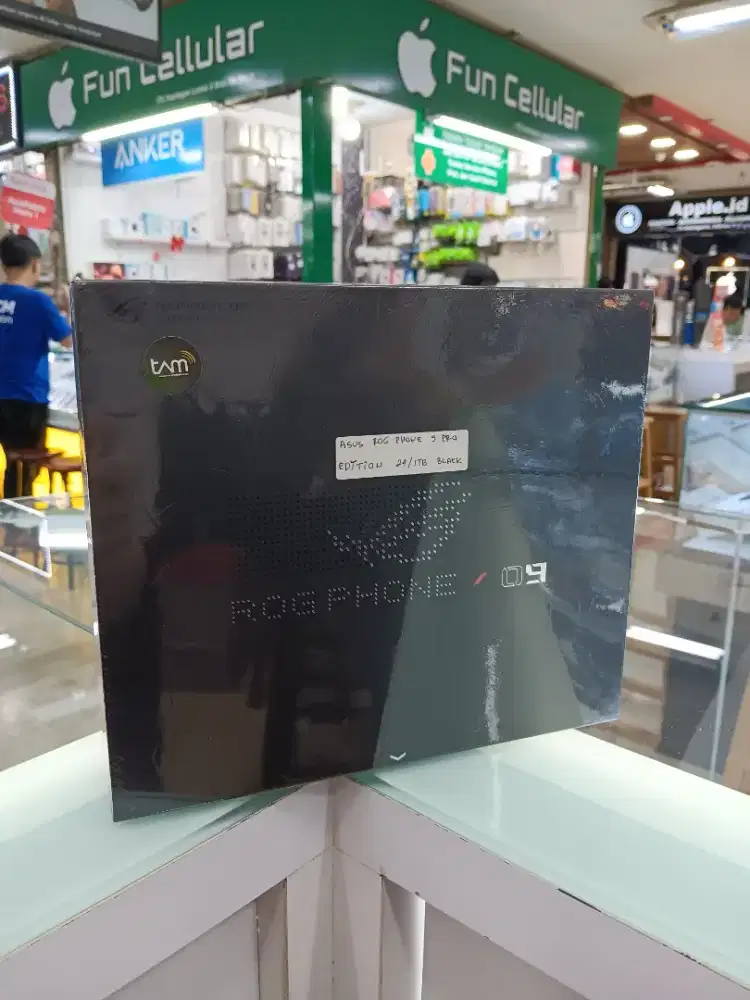 Fun Cellular
Fun Cellular
ANKER
Apple.id
tam
ASUS ROG PHONE 9 PRO
EDITION 24/1TB BLACK
ROG PHONE / 09